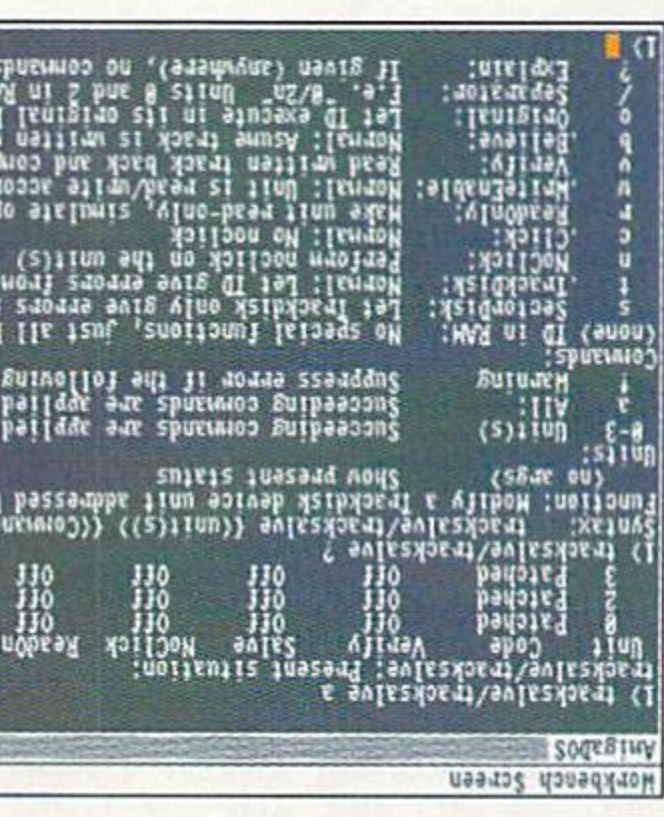 Workbench Screen
AmigaDOS
1> tracksalve/tracksalve a
tracksalve/tracksalve: Present situation:
Unit Code Verify Salve NoClick ReadOn
0 Patched Off Off Off Off
2 Patched Off Off Off Off
3 Patched Off Off Off Off
1> tracksalve/tracksalve ?
Syntax: tracksalve/tracksalve {{unit(s)} {{Comman
Function: Modify a Trackdisk device unit addressed
(no args) Show present status
Units:
0-3 Unit(s) Succeeding commands are applied
a All: Succeeding commands are applied
f Warning Suppress error if the following
Commands:
(none) ID in RAM: No special functions, just all
s SectorDisk: Let Trackdisk only give errors
t .TrackDisk: Normal: Let ID give errors from
n NoClick: Perform noclick on the unit(s)
c .Click: Normal: No noclick
r ReadOnly: Make unit read-only, simulate op
w .WriteEnable: Normal: Unit is read/write acco
v Verify: Read written track back and com
b .Believe: Normal: Asume track is written
o Original: Let ID execute in its original
/ Separator: F.e. "0/2n" Units 0 and 2 in RA
? Explain: If given (anywhere), no commands
1>